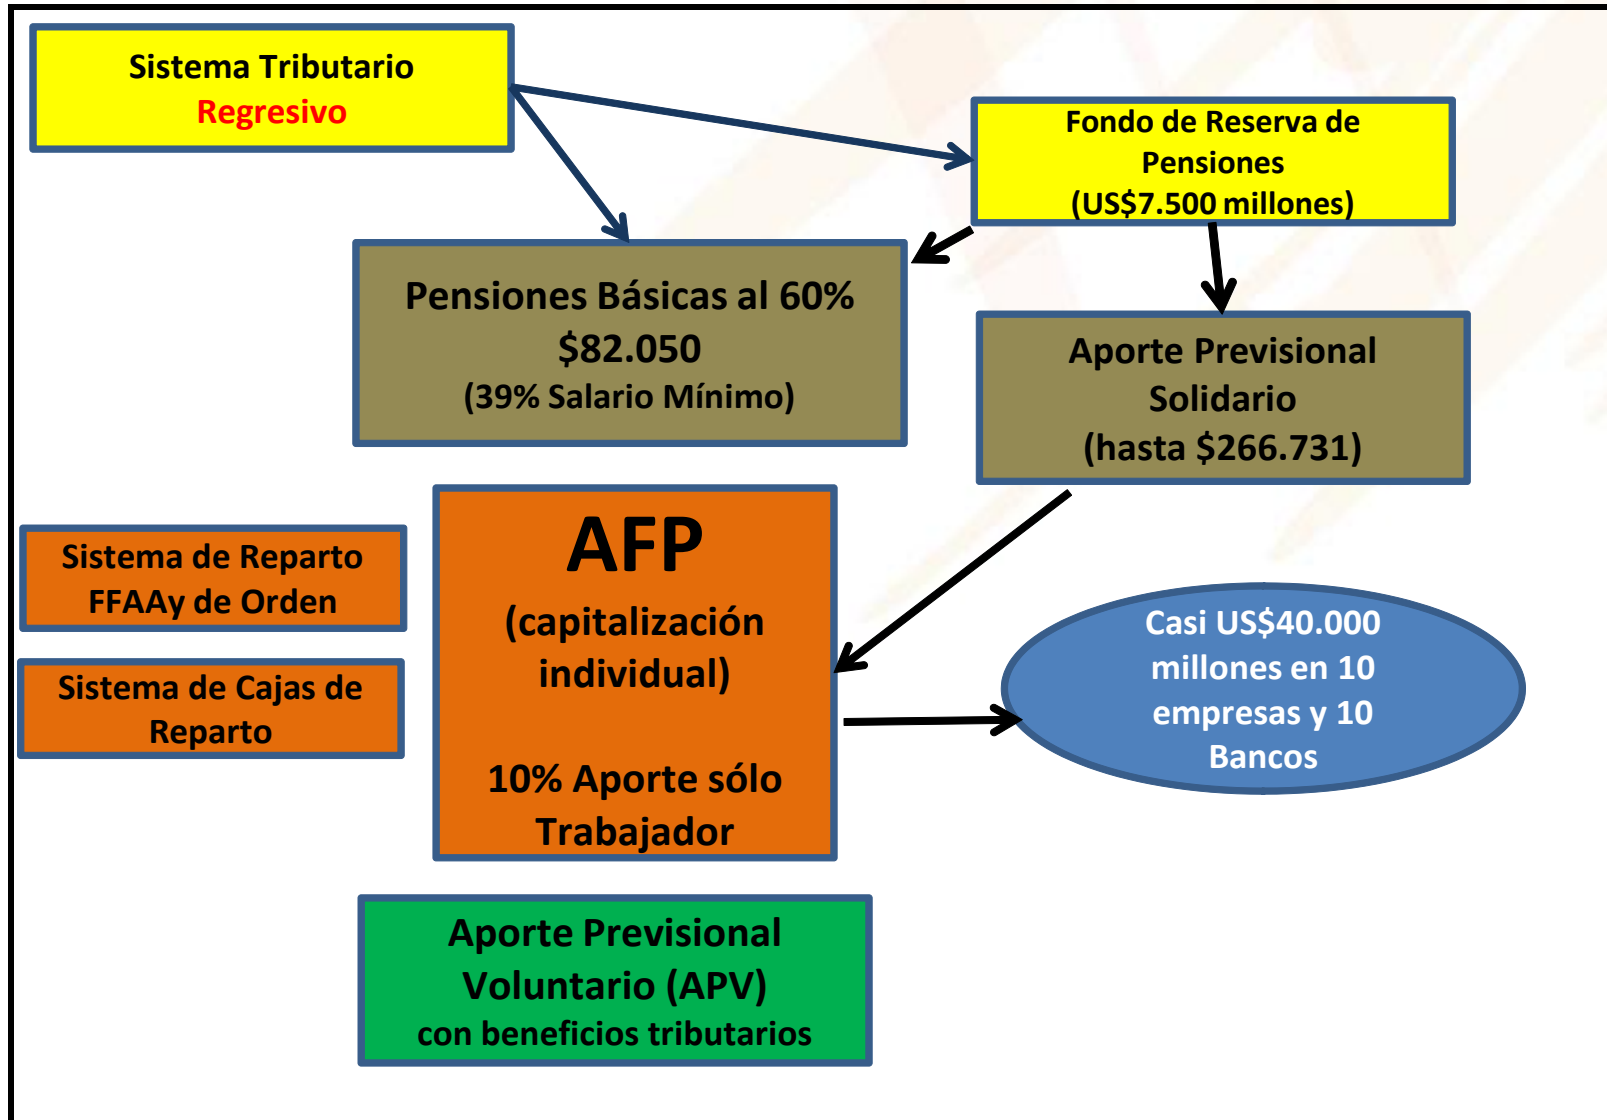 Sistema Tributario
Regresivo
Fondo de Reserva de
Pensiones
(US$7.500 millones)
Pensiones Básicas al 60%
$82.050
(39% Salario Mínimo)
Aporte Previsional
Solidario
(hasta $266.731)
AFP
(capitalización
individual)
10% Aporte sólo
Trabajador
Sistema de Reparto
FFAAy de Orden
Sistema de Cajas de
Reparto
Casi US$40.000
millones en 10
empresas y 10
Bancos
Aporte Previsional
Voluntario (APV)
con beneficios tributarios